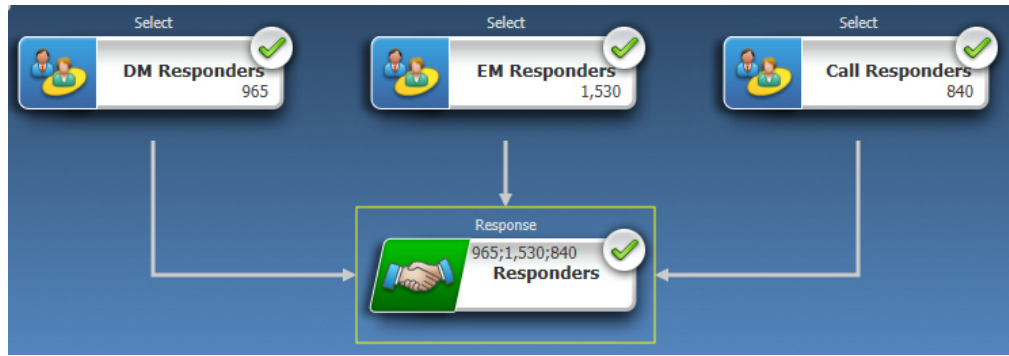 Select
DM Responders
965
Select
EM Responders
1,530
Select
Call Responders
840
Response
965;1,530;840
Responders